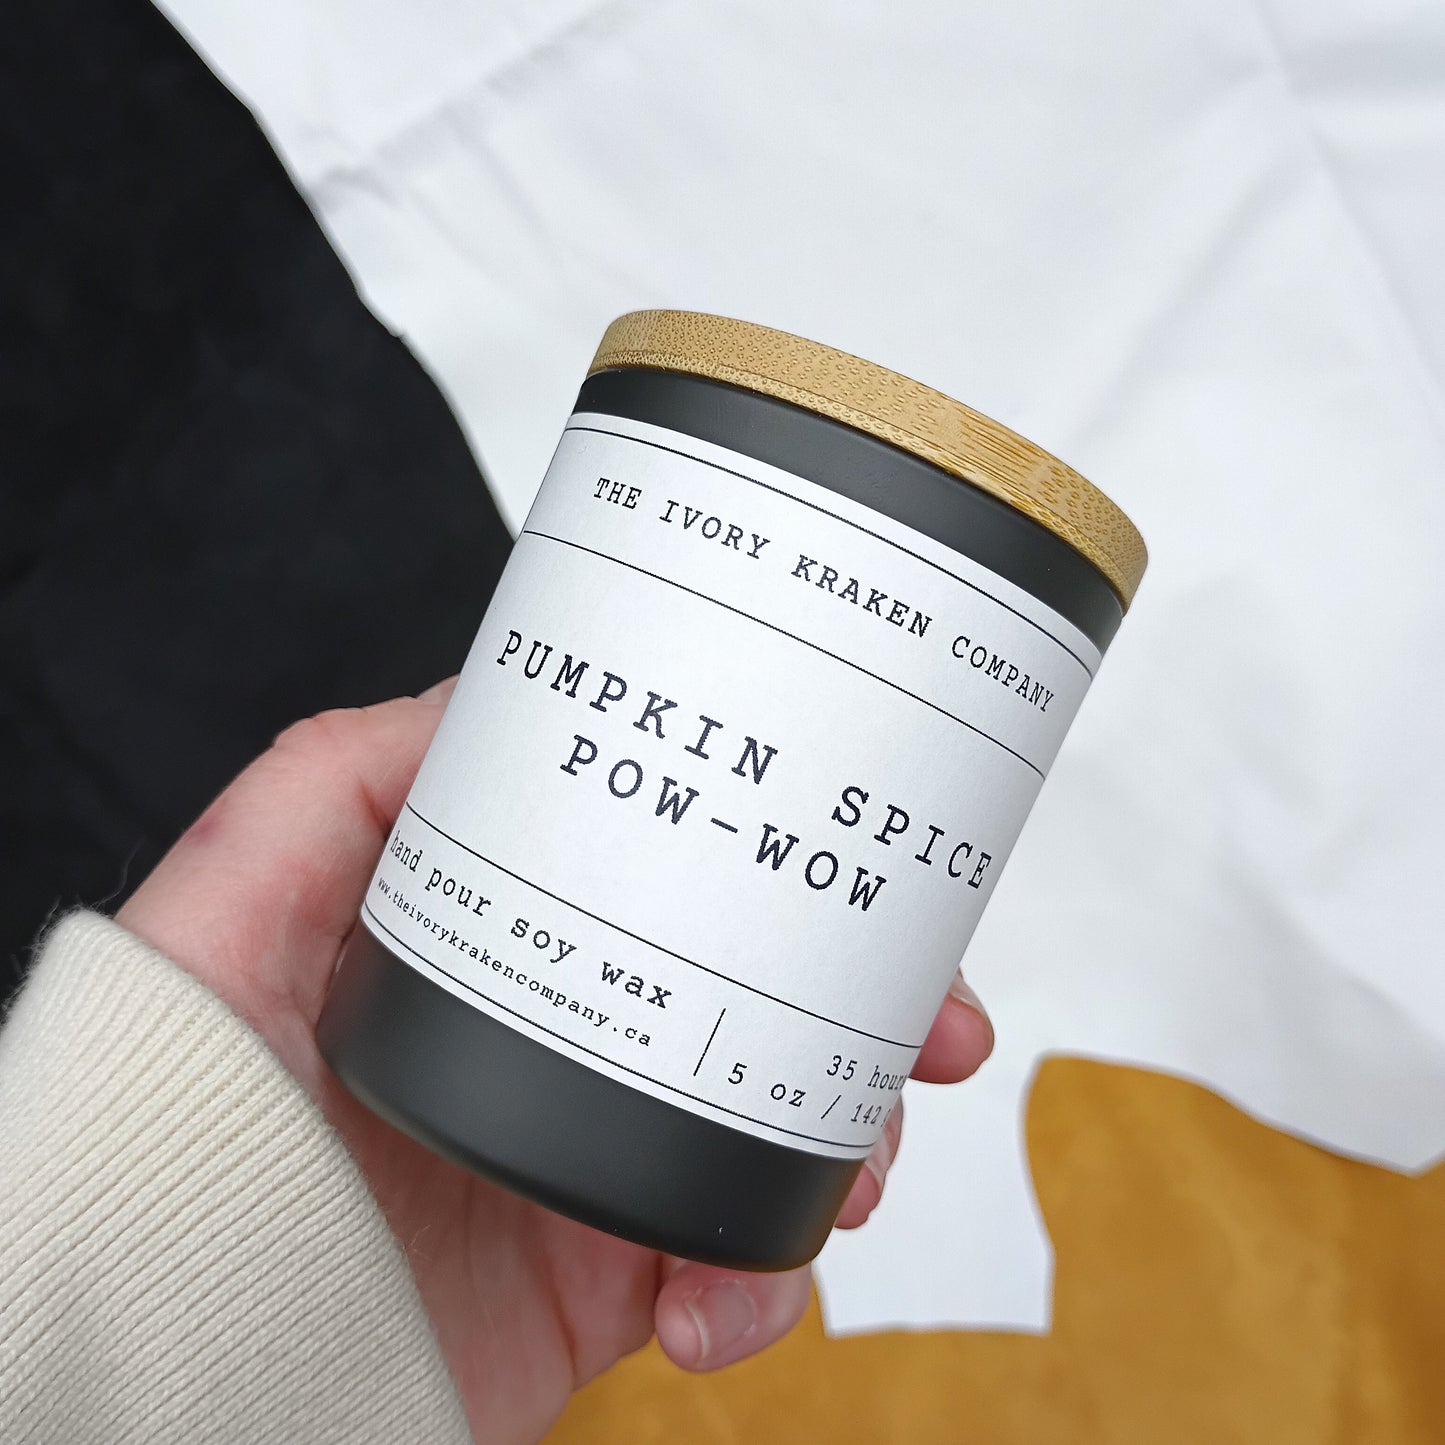 THE IVORY KRAKEN COMPANY
PUMPKIN SPICE
POW-WOW
hand pour soy wax
www.theivorykrakencompany.ca
35 hours
5 oz / 142 g